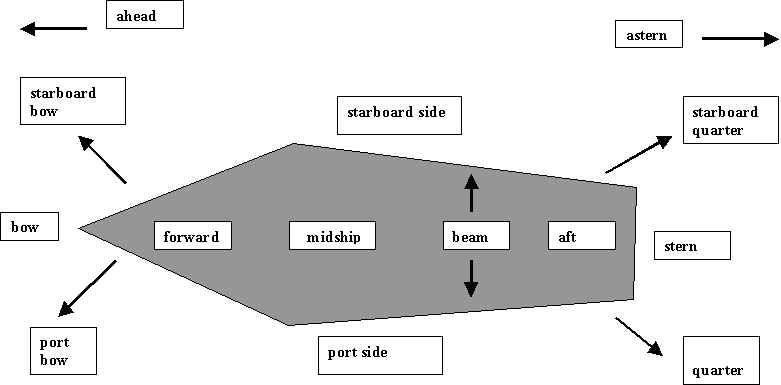 ahead
astern
starboard
bow
starboard side
starboard
quarter
bow
forward
midship
beam
aft
stern
port
bow
port side
quarter